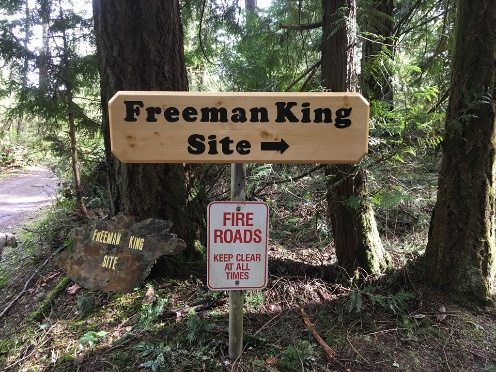 Freeman King
Site →
FIRE
ROADS
KEEP CLEAR
AT ALL
TIMES
FREEMAN KING
SITE